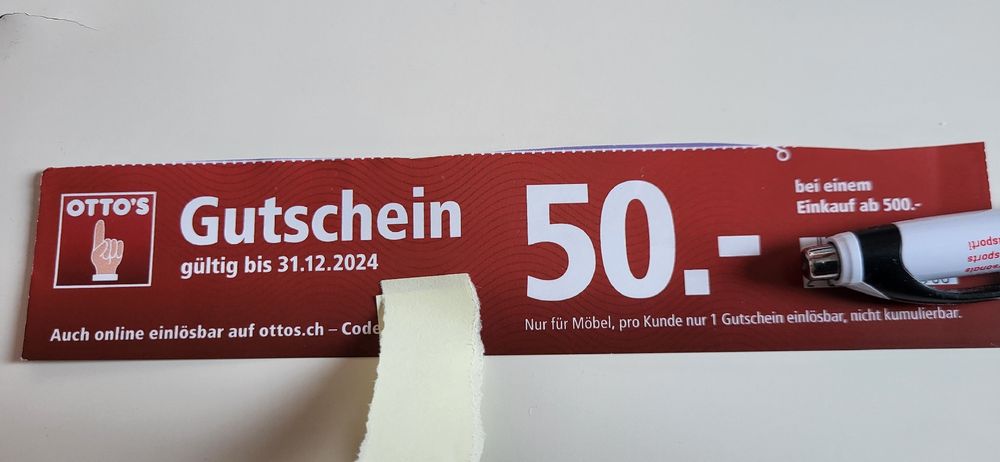 OTTO'S
Gutschein
gültig bis 31.12.2024
Auch online einlösbar auf ottos.ch – Code
50.–
bei einem
Einkauf ab 500.-
Nur für Möbel, pro Kunde nur 1 Gutschein einlösbar, nicht kumulierbar.